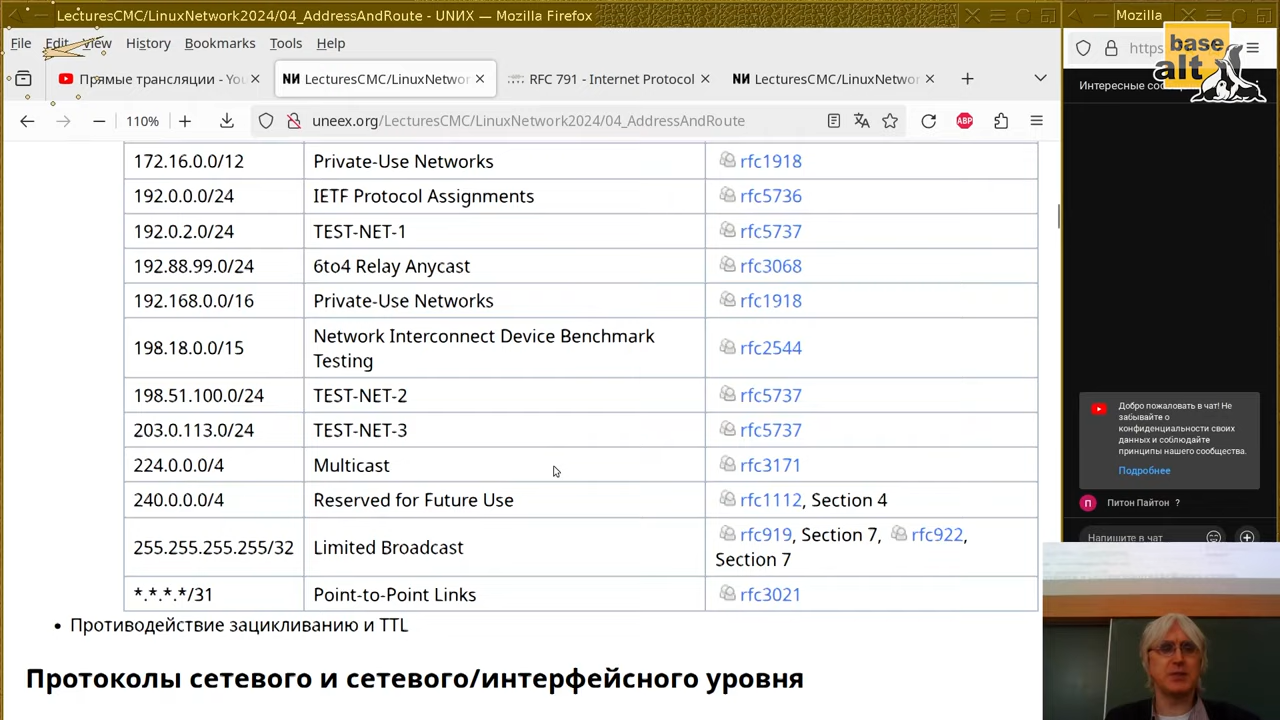 LecturesCMC/LinuxNetwork2024/04_AddressAndRoute - UNИX — Mozilla Firefox
Mozilla
File Edit View History Bookmarks Tools Help
Прямые трансляции - You
LecturesCMC/LinuxNetwor
RFC 791 - Internet Protocol
LecturesCMC/LinuxNetwor
110%
uneex.org/LecturesCMC/LinuxNetwork2024/04_AddressAndRoute
ABP
https
base
alt
Интересные соо
172.16.0.0/12 Private-Use Networks rfc1918
192.0.0.0/24 IETF Protocol Assignments rfc5736
192.0.2.0/24 TEST-NET-1 rfc5737
192.88.99.0/24 6to4 Relay Anycast rfc3068
192.168.0.0/16 Private-Use Networks rfc1918
198.18.0.0/15 Network Interconnect Device Benchmark
Testing rfc2544
198.51.100.0/24 TEST-NET-2 rfc5737
203.0.113.0/24 TEST-NET-3 rfc5737
224.0.0.0/4 Multicast rfc3171
240.0.0.0/4 Reserved for Future Use rfc1112, Section 4
255.255.255.255/32 Limited Broadcast rfc919, Section 7, rfc922,
Section 7
*.*.*.*/31 Point-to-Point Links rfc3021
• Противодействие зацикливанию и TTL
Протоколы сетевого и сетевого/интерфейсного уровня
Добро пожаловать в чат! Не
забывайте о
конфиденциальности своих
данных и соблюдайте
принципы нашего сообщества.
Подробнее
П Питон Пайтон ?
Напишите в чат